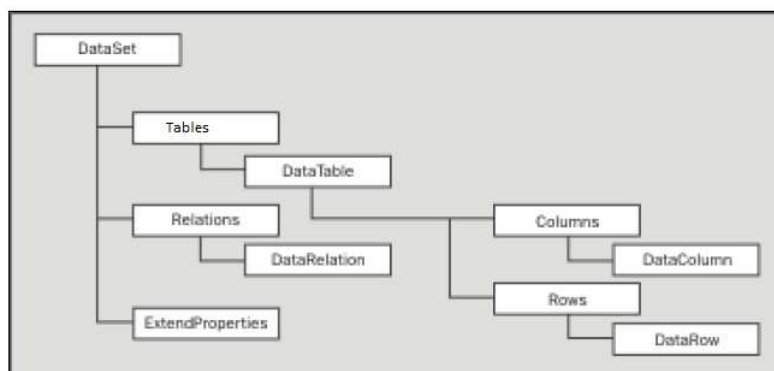 DataSet
Tables
DataTable
Relations
Columns
DataRelation
DataColumn
Rows
ExtendProperties
DataRow